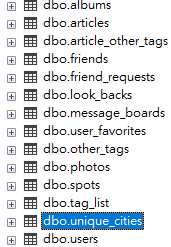 dbo.albums
dbo.articles
dbo.article_other_tags
dbo.friends
dbo.friend_requests
dbo.look_backs
dbo.message_boards
dbo.user_favorites
dbo.other_tags
dbo.photos
dbo.spots
dbo.tag_list
dbo.unique_cities
dbo.users